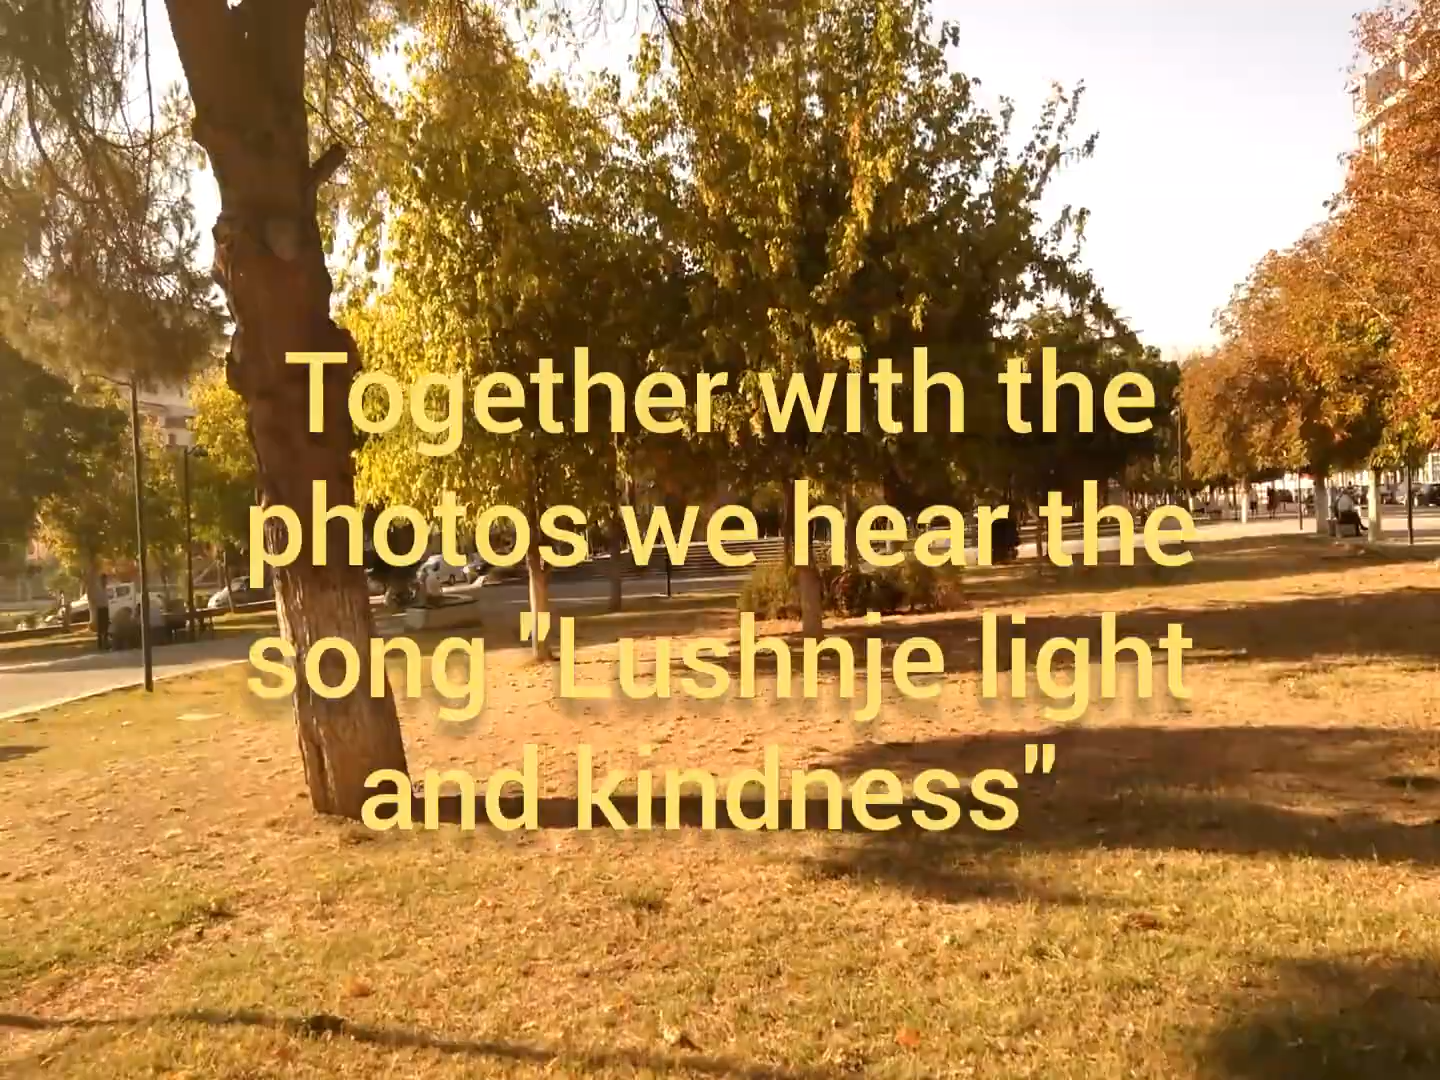 Together with the
photos we hear the
song "Lushnje light
and kindness"